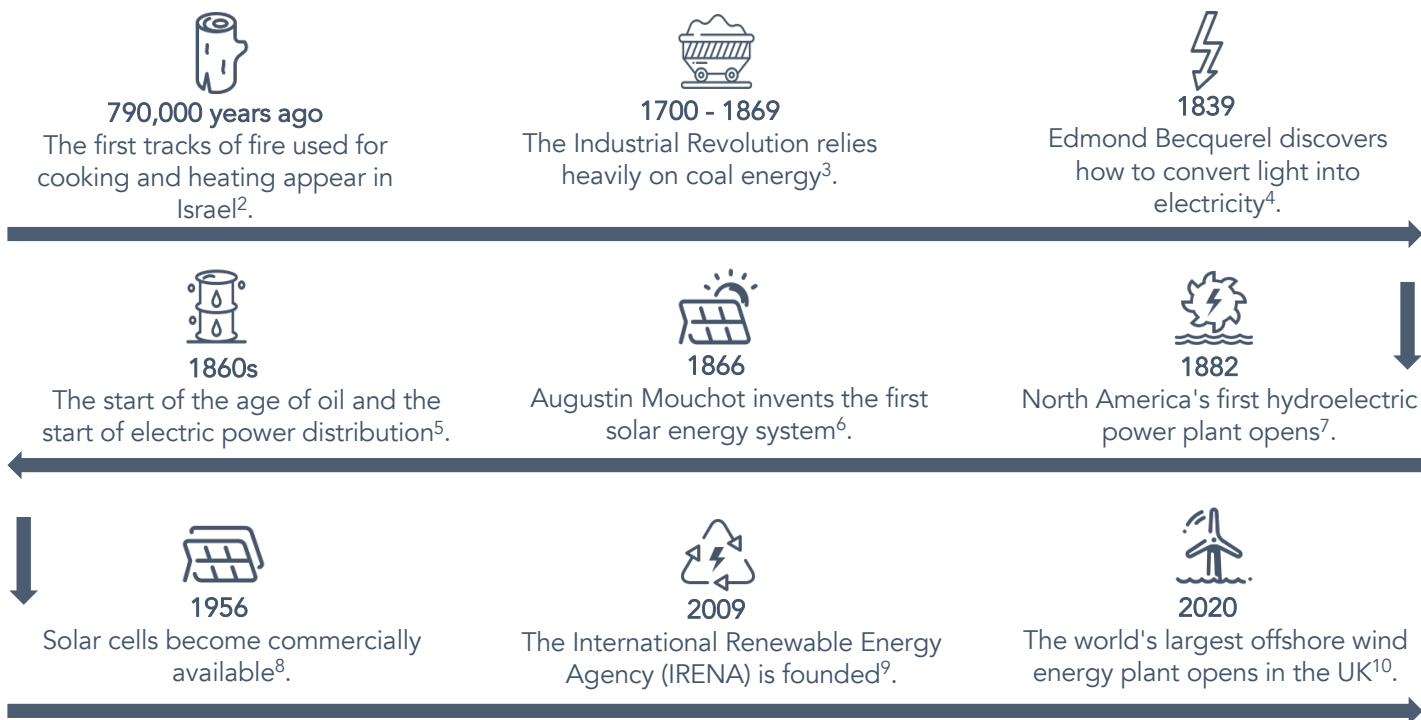 790,000 years ago
The first tracks of fire used for
cooking and heating appear in
Israel².
1700 - 1869
The Industrial Revolution relies
heavily on coal energy³.
1839
Edmond Becquerel discovers
how to convert light into
electricity⁴.
1860s
The start of the age of oil and the
start of electric power distribution⁵.
1866
Augustin Mouchot invents the first
solar energy system⁶.
1882
North America's first hydroelectric
power plant opens⁷.
1956
Solar cells become commercially
available⁸.
2009
The International Renewable Energy
Agency (IRENA) is founded⁹.
2020
The world's largest offshore wind
energy plant opens in the UK¹⁰.